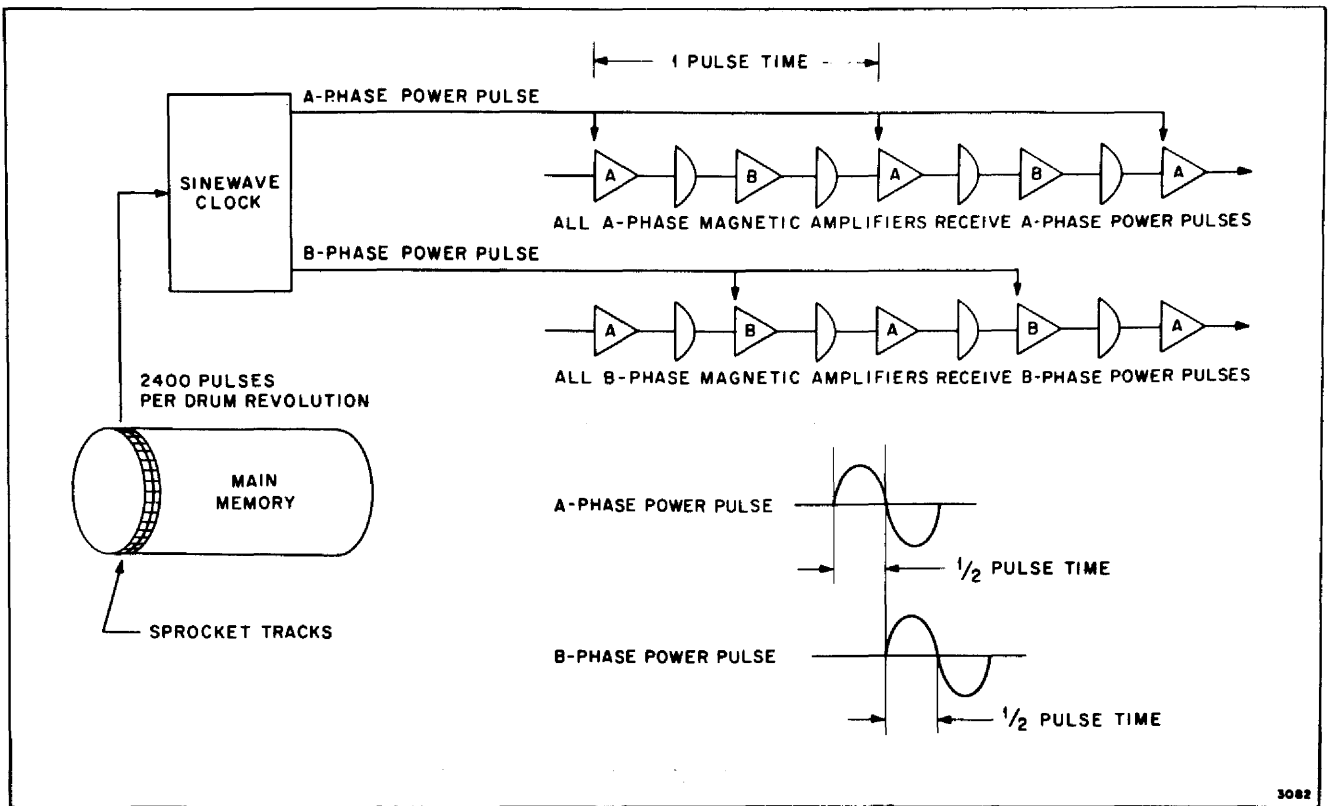 1 PULSE TIME
A-PHASE POWER PULSE
SINEWAVE
CLOCK
A B A B A
ALL A-PHASE MAGNETIC AMPLIFIERS RECEIVE A-PHASE POWER PULSES
B-PHASE POWER PULSE
A B A B A
ALL B-PHASE MAGNETIC AMPLIFIERS RECEIVE B-PHASE POWER PULSES
2400 PULSES
PER DRUM REVOLUTION
MAIN
MEMORY
SPROCKET TRACKS
A-PHASE POWER PULSE
1/2 PULSE TIME
B-PHASE POWER PULSE
1/2 PULSE TIME
3082